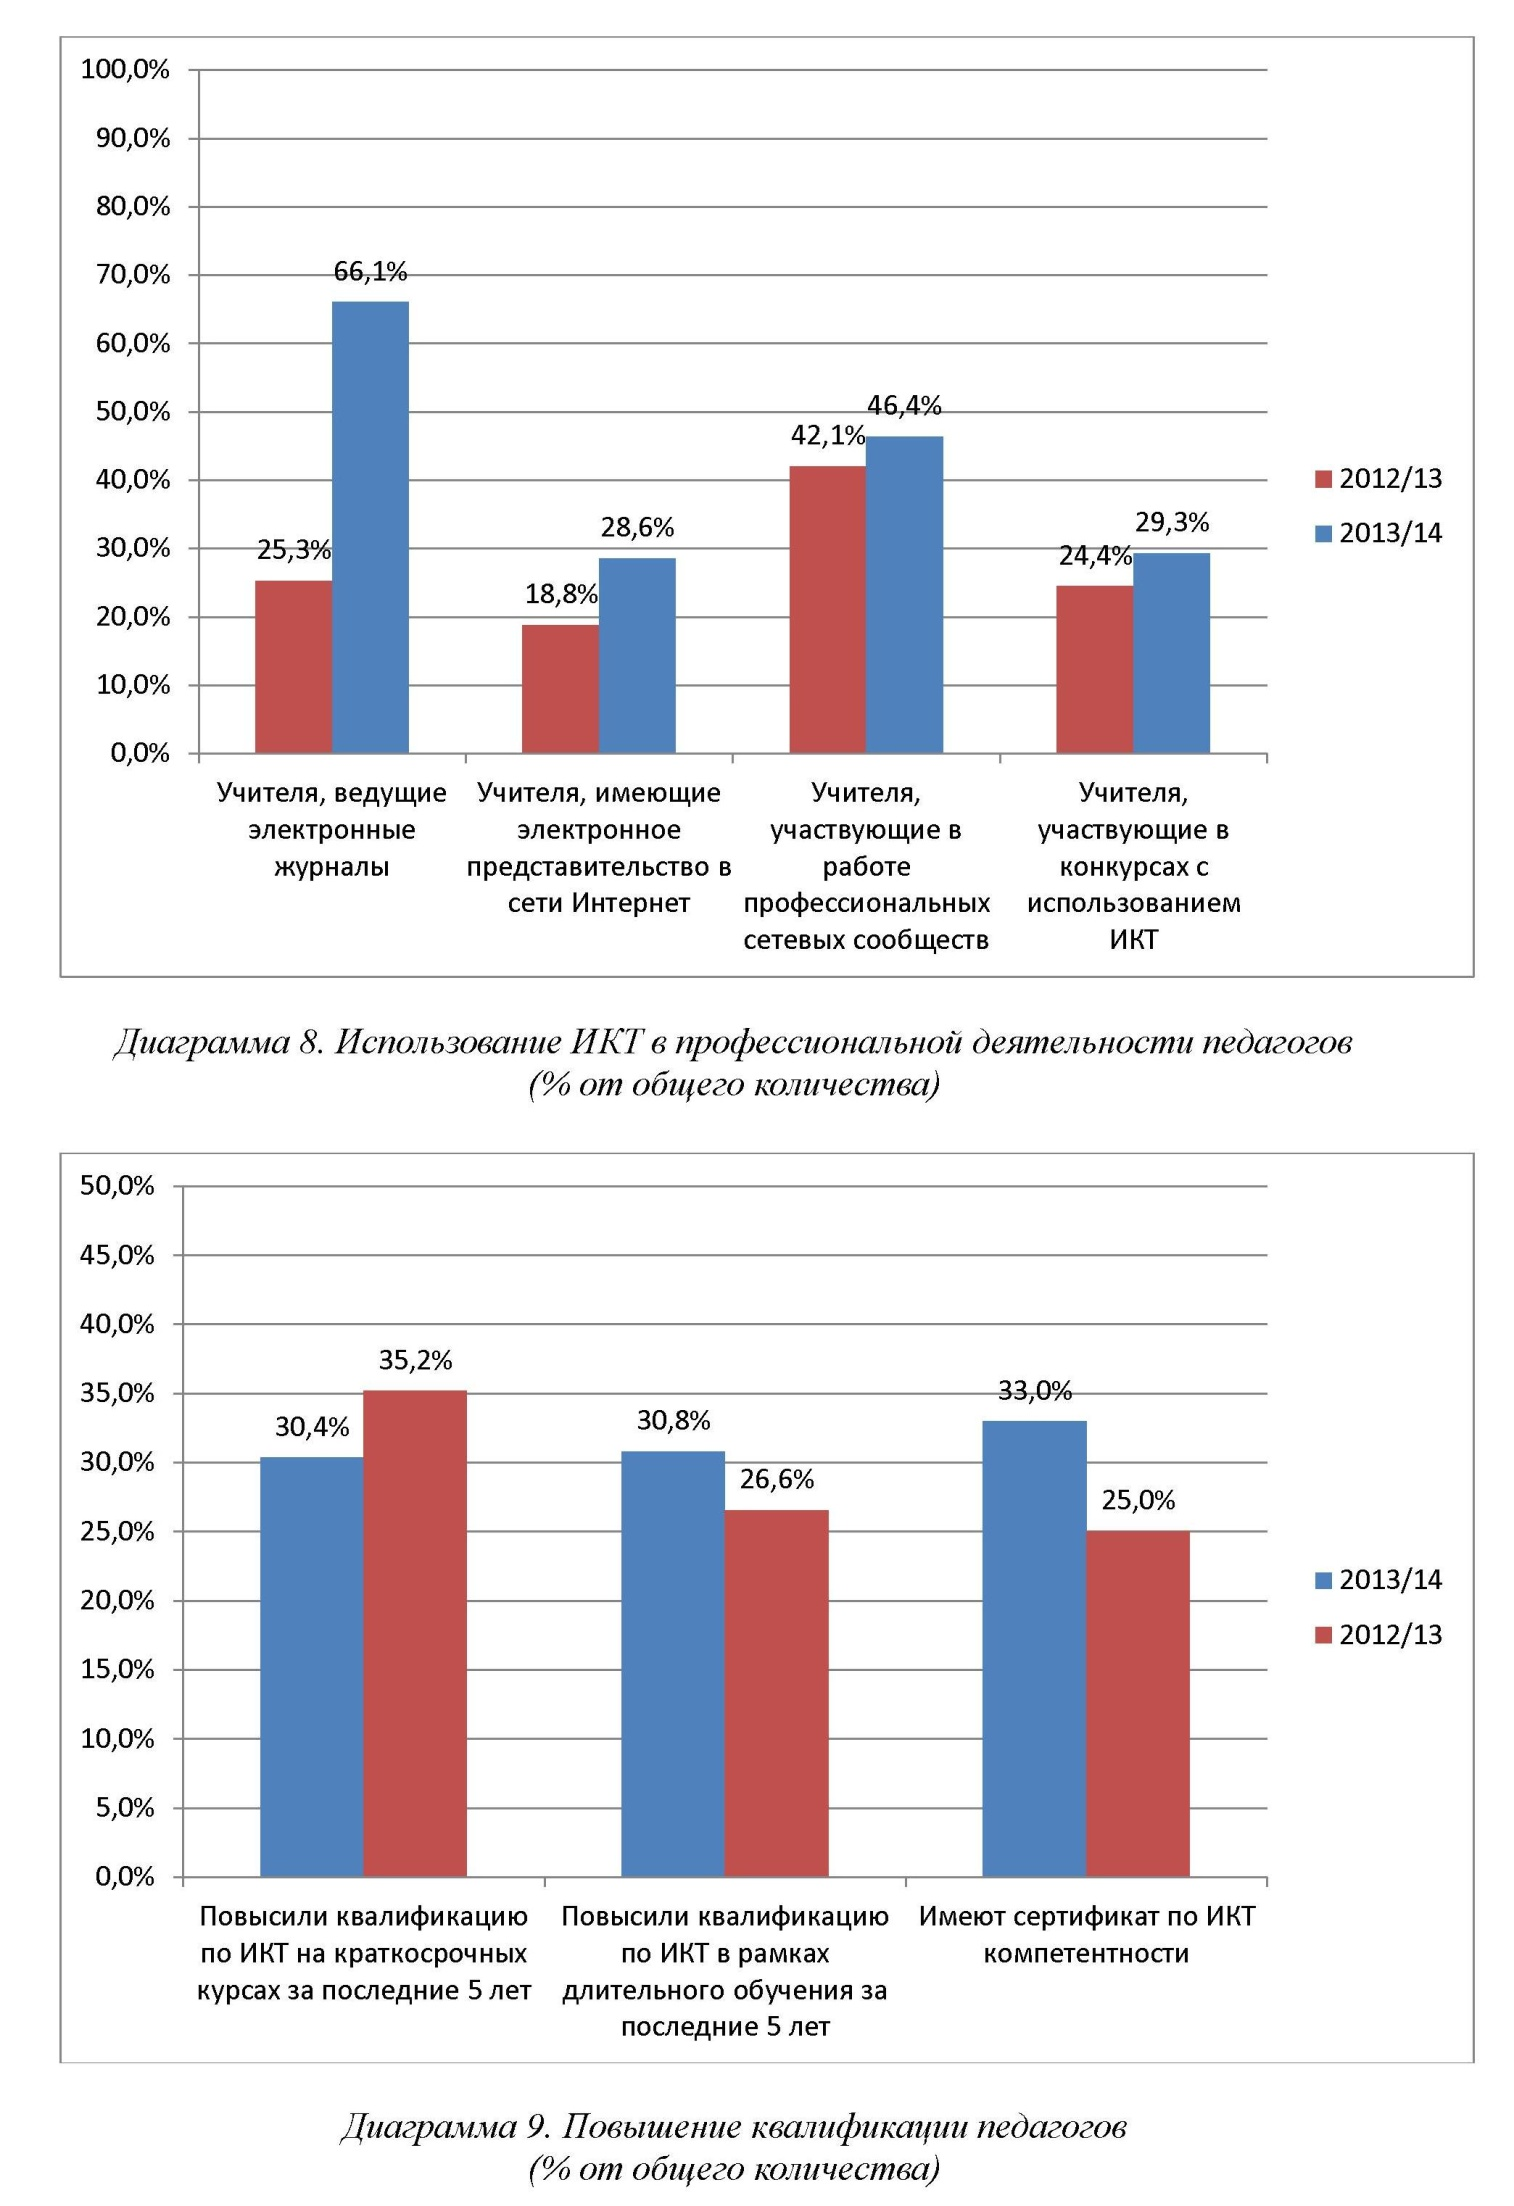 100,0%
90,0%
80,0%
70,0%
60,0%
50,0%
40,0%
30,0%
20,0%
10,0%
0,0%
66,1%
25,3%
28,6%
18,8%
46,4%
42,1%
29,3%
24,4%
2012/13
2013/14
Учителя, ведущие
электронные
журналы
Учителя, имеющие
электронное
представительство в
сети Интернет
Учителя,
участвующие в
работе
профессиональных
сетевых сообществ
Учителя,
участвующие в
конкурсах с
использованием
ИКТ
Диаграмма 8. Использование ИКТ в профессиональной деятельности педагогов
(% от общего количества)
50,0%
45,0%
40,0%
35,0%
30,0%
25,0%
20,0%
15,0%
10,0%
5,0%
0,0%
30,4%
35,2%
30,8%
26,6%
33,0%
25,0%
2013/14
2012/13
Повысили квалификацию
по ИКТ на краткосрочных
курсах за последние 5 лет
Повысили квалификацию
по ИКТ в рамках
длительного обучения за
последние 5 лет
Имеют сертификат по ИКТ
компетентности
Диаграмма 9. Повышение квалификации педагогов
(% от общего количества)